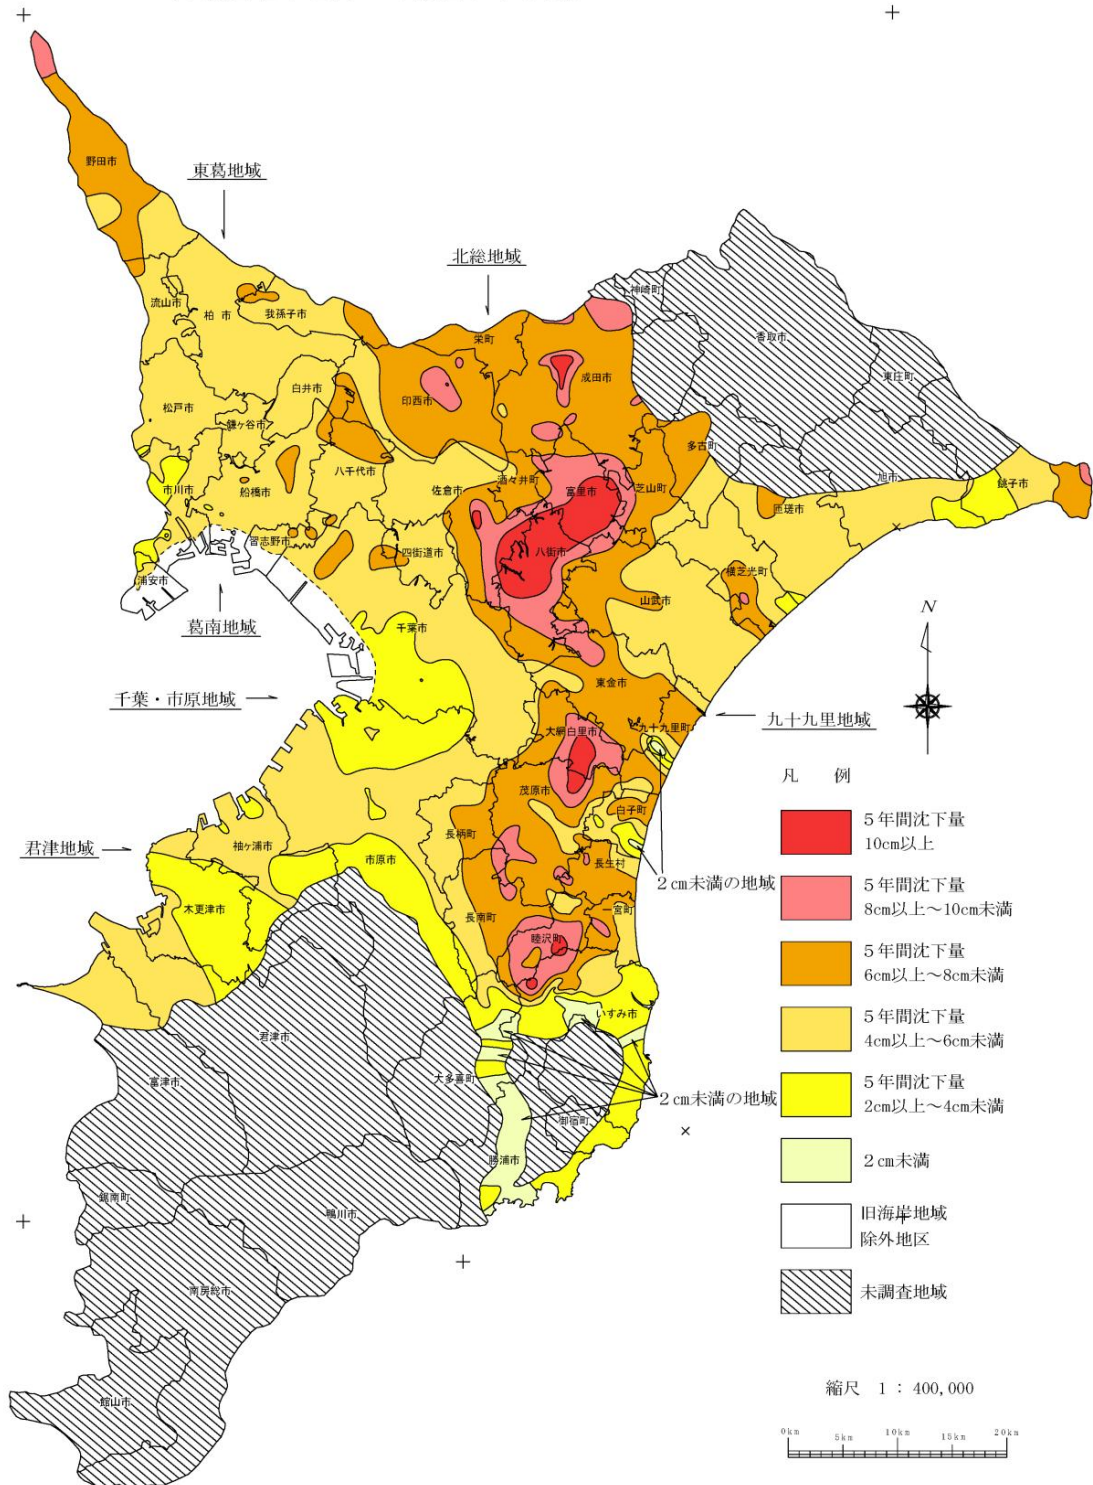 野田市
東葛地域
北総地域
神崎町
香取市
東庄町
流山市
柏市
我孫子市
栄町
成田市
白井市
印西市
松戸市
鎌ヶ谷市
多古町
市川市
船橋市
八千代市
佐倉市
酒々井町
富里市
芝山町
旭市
銚子市
匝瑳市
習志野市
四街道市
八街市
浦安市
横芝光町
山武市
葛南地域
千葉市
N
千葉・市原地域
東金市
九十九里地域
大網白里市
九十九里町
凡 例
茂原市
白子町
5年間沈下量
10cm以上
長柄町
君津地域
袖ヶ浦市
市原市
長生村
2cm未満の地域
5年間沈下量
8cm以上～10cm未満
木更津市
長南町
一宮町
睦沢町
5年間沈下量
6cm以上～8cm未満
いすみ市
5年間沈下量
4cm以上～6cm未満
君津市
富津市
大多喜町
2cm未満の地域
5年間沈下量
2cm以上～4cm未満
御宿町
勝浦市
2cm未満
鋸南町
鴨川市
旧海岸地域
除外地区
南房総市
未調査地域
館山市
縮尺 1：400,000
0km 5km 10km 15km 20km